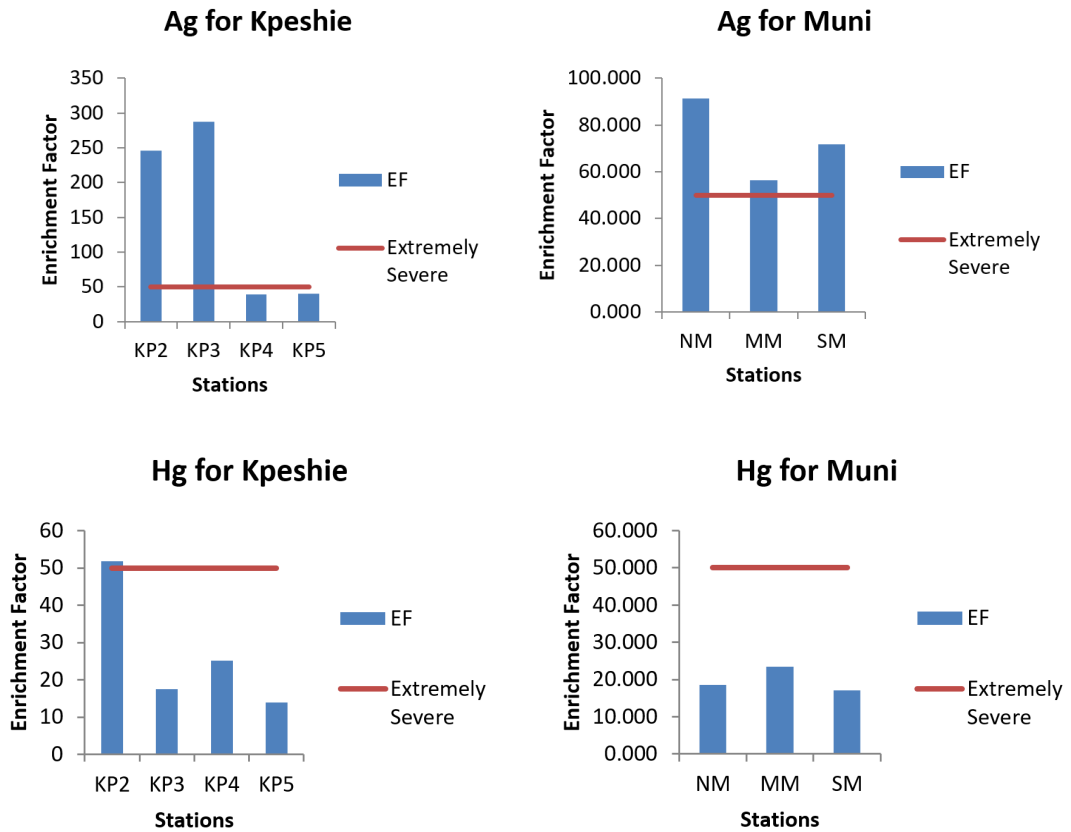 Ag for Kpeshie
Enrichment Factor
350
300
250
200
150
100
50
0
KP2 KP3 KP4 KP5
Stations
EF
Extremely
Severe
Ag for Muni
Enrichment Factor
100.000
80.000
60.000
40.000
20.000
0.000
NM MM SM
Stations
EF
Extremely
Severe
Hg for Kpeshie
Enrichment Factor
60
50
40
30
20
10
0
KP2 KP3 KP4 KP5
Stations
EF
Extremely
Severe
Hg for Muni
Enrichment Factor
60.000
50.000
40.000
30.000
20.000
10.000
0.000
NM MM SM
Stations
EF
Extremely
Severe